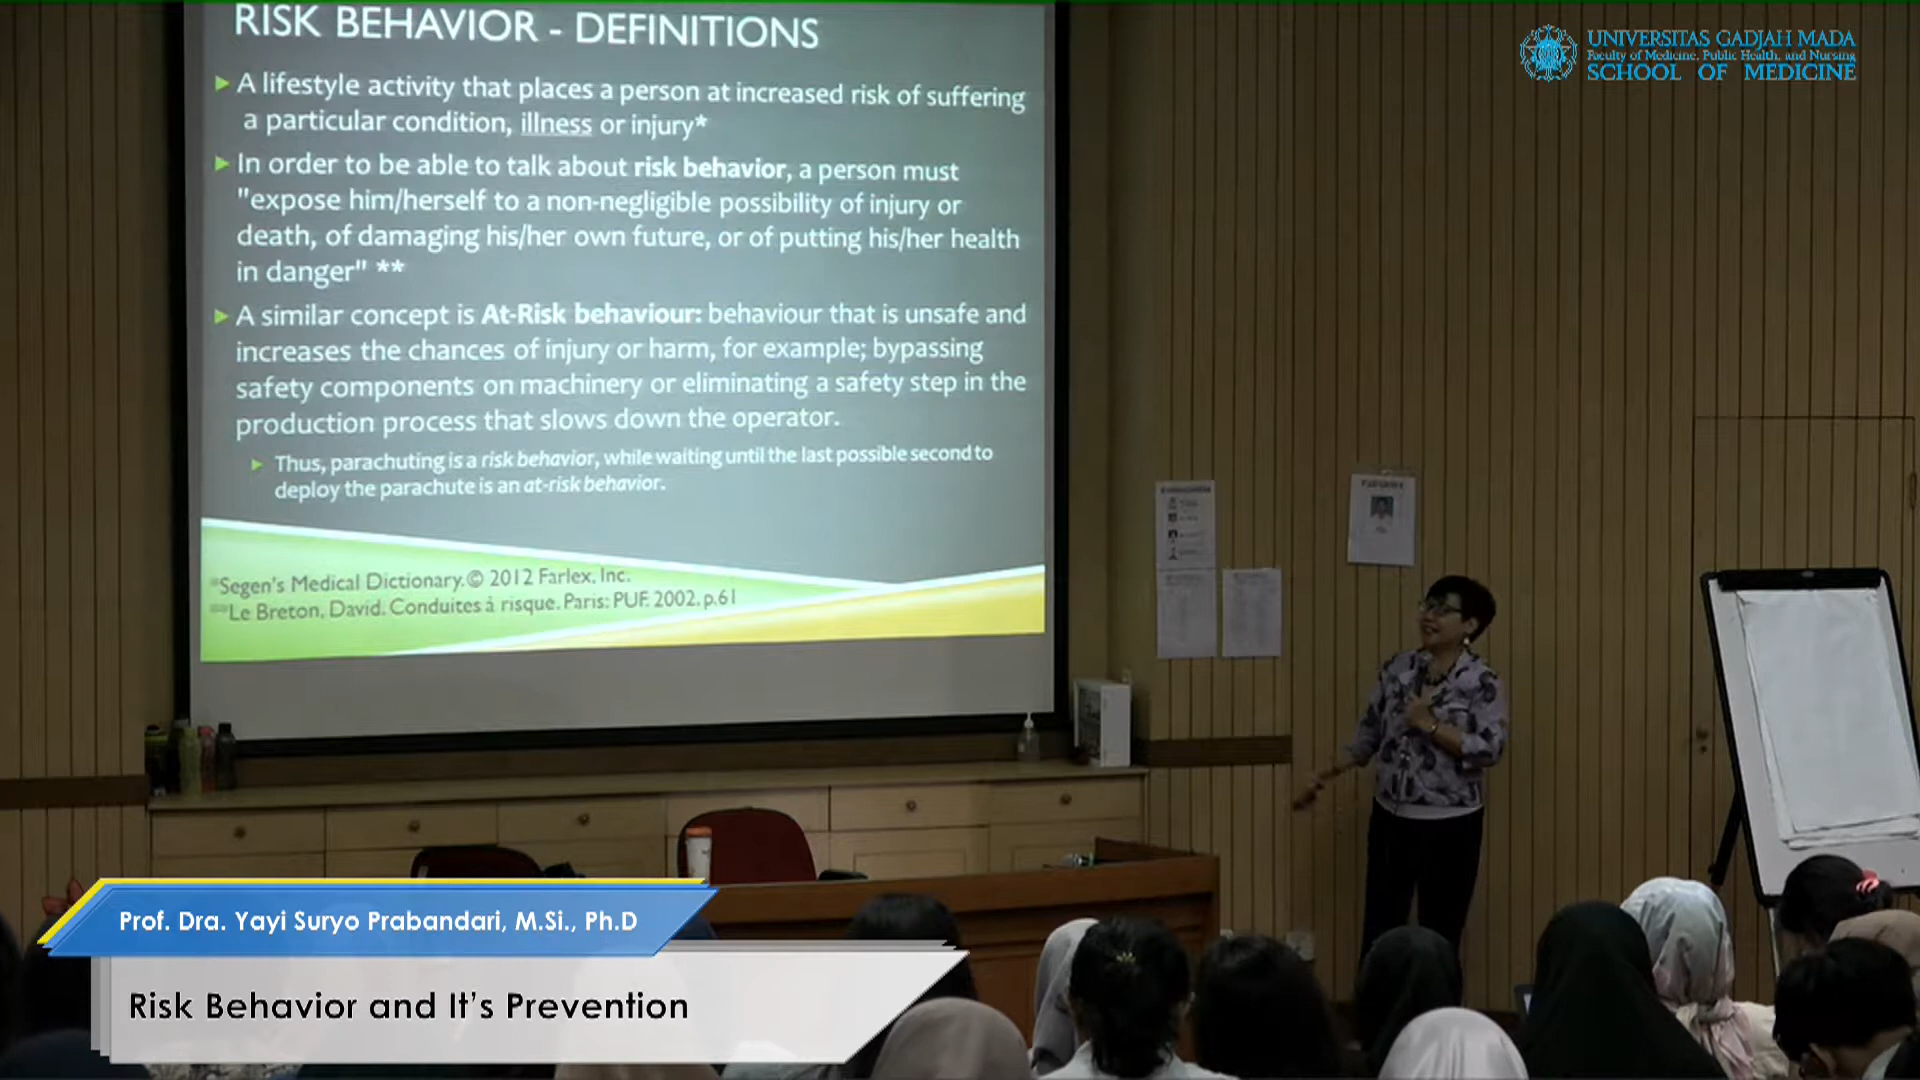 RISK BEHAVIOR - DEFINITIONS
A lifestyle activity that places a person at increased risk of suffering
a particular condition, illness or injury*
In order to be able to talk about risk behavior, a person must
"expose him/herself to a non-negligible possibility of injury or
death, of damaging his/her own future, or of putting his/her health
in danger" **
A similar concept is At-Risk behaviour: behaviour that is unsafe and
increases the chances of injury or harm, for example; bypassing
safety components on machinery or eliminating a safety step in the
production process that slows down the operator.
Thus, parachuting is a risk behavior, while waiting until the last possible second to
deploy the parachute is an at-risk behavior.
*Segen's Medical Dictionary. © 2012 Farlex, Inc.
**Le Breton, David. Conduites à risque. Paris: PUF. 2002. p.61
UNIVERSITAS GADJAH MADA
Faculty of Medicine, Public Health, and Nursing
SCHOOL OF MEDICINE
Prof. Dra. Yayi Suryo Prabandari, M.Si., Ph.D
Risk Behavior and It's Prevention